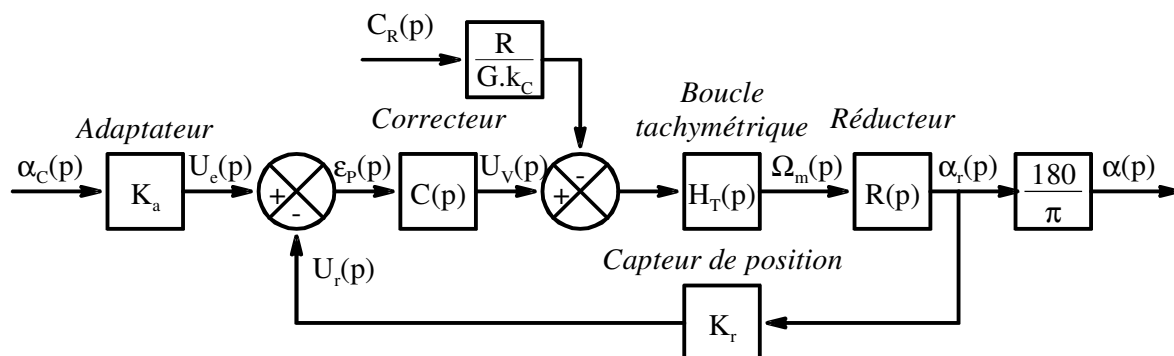 C_R(p)
R
G.k_C
Adaptateur
Correcteur
Boucle
tachymétrique
Réducteur
α_C(p)
K_a
U_e(p)
+
-
ε_P(p)
C(p)
U_V(p)
+
-
H_T(p)
Ω_m(p)
R(p)
α_r(p)
180
π
α(p)
U_r(p)
Capteur de position
K_r